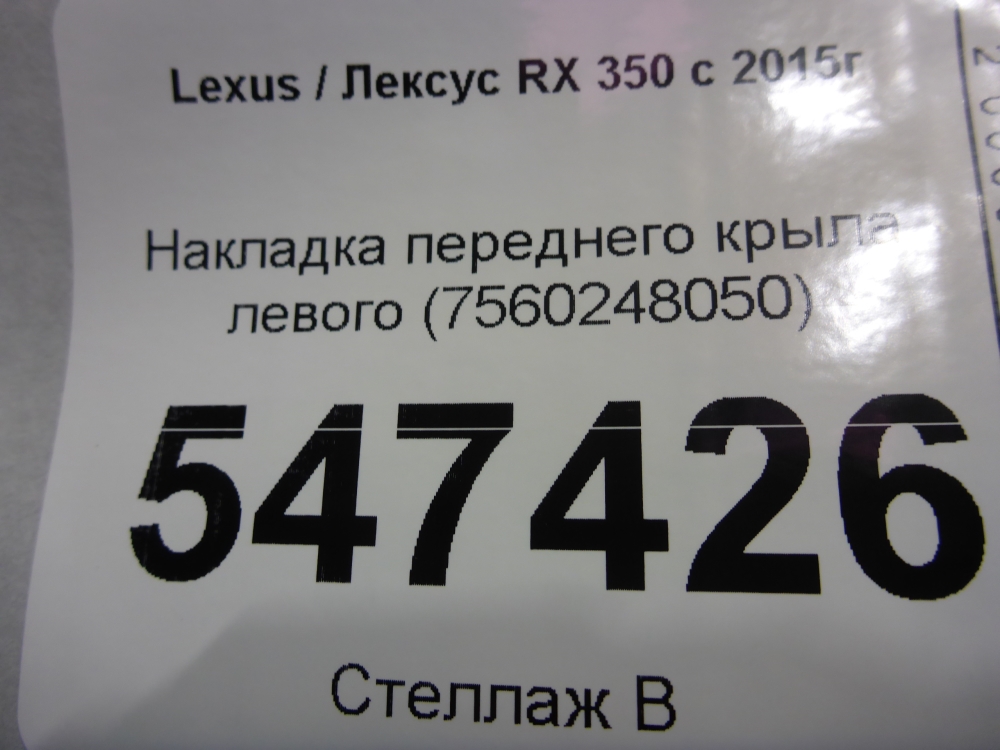 Lexus / Лексус RX 350 с 2015г
Накладка переднего крыла
левого (7560248050)
547426
Стеллаж В